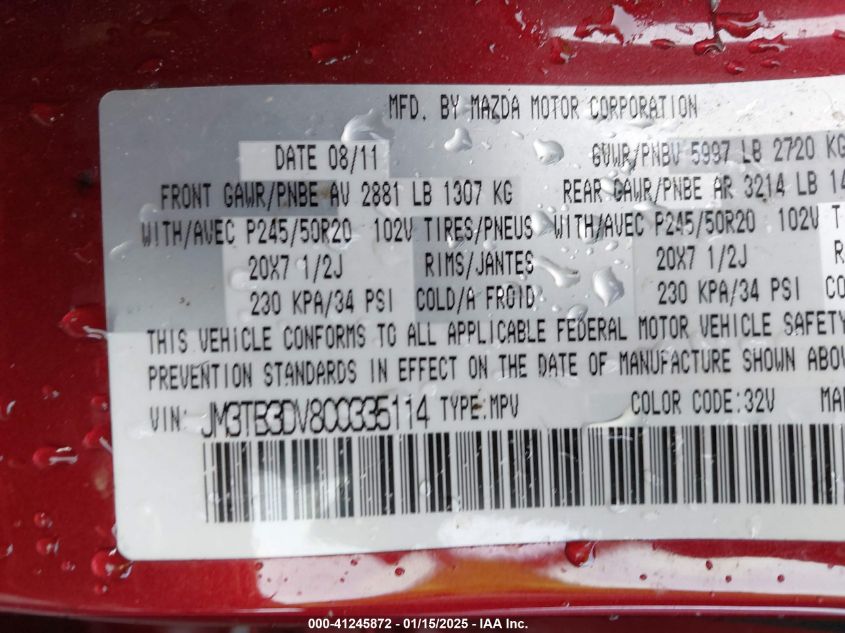 MFD. BY MAZDA MOTOR CORPORATION
DATE 08/11 GVWR/PNBV 5997 LB 2720 KG
FRONT GAWR/PNBE AV 2881 LB 1307 KG REAR GAWR/PNBE AR 3214 LB 14
WITH/AVEC P245/50R20 102V TIRES/PNEUS WITH/AVEC P245/50R20 102V T
20X7 1/2J RIMS/JANTES 20X7 1/2J R
230 KPA/34 PSI COLD/A FROID 230 KPA/34 PSI CO
THIS VEHICLE CONFORMS TO ALL APPLICABLE FEDERAL MOTOR VEHICLE SAFETY
PREVENTION STANDARDS IN EFFECT ON THE DATE OF MANUFACTURE SHOWN ABOV
VIN: JM3TB3DV8C0335114 TYPE:MPV COLOR CODE:32V MA
000-41245872 - 01/15/2025 - IAA Inc.